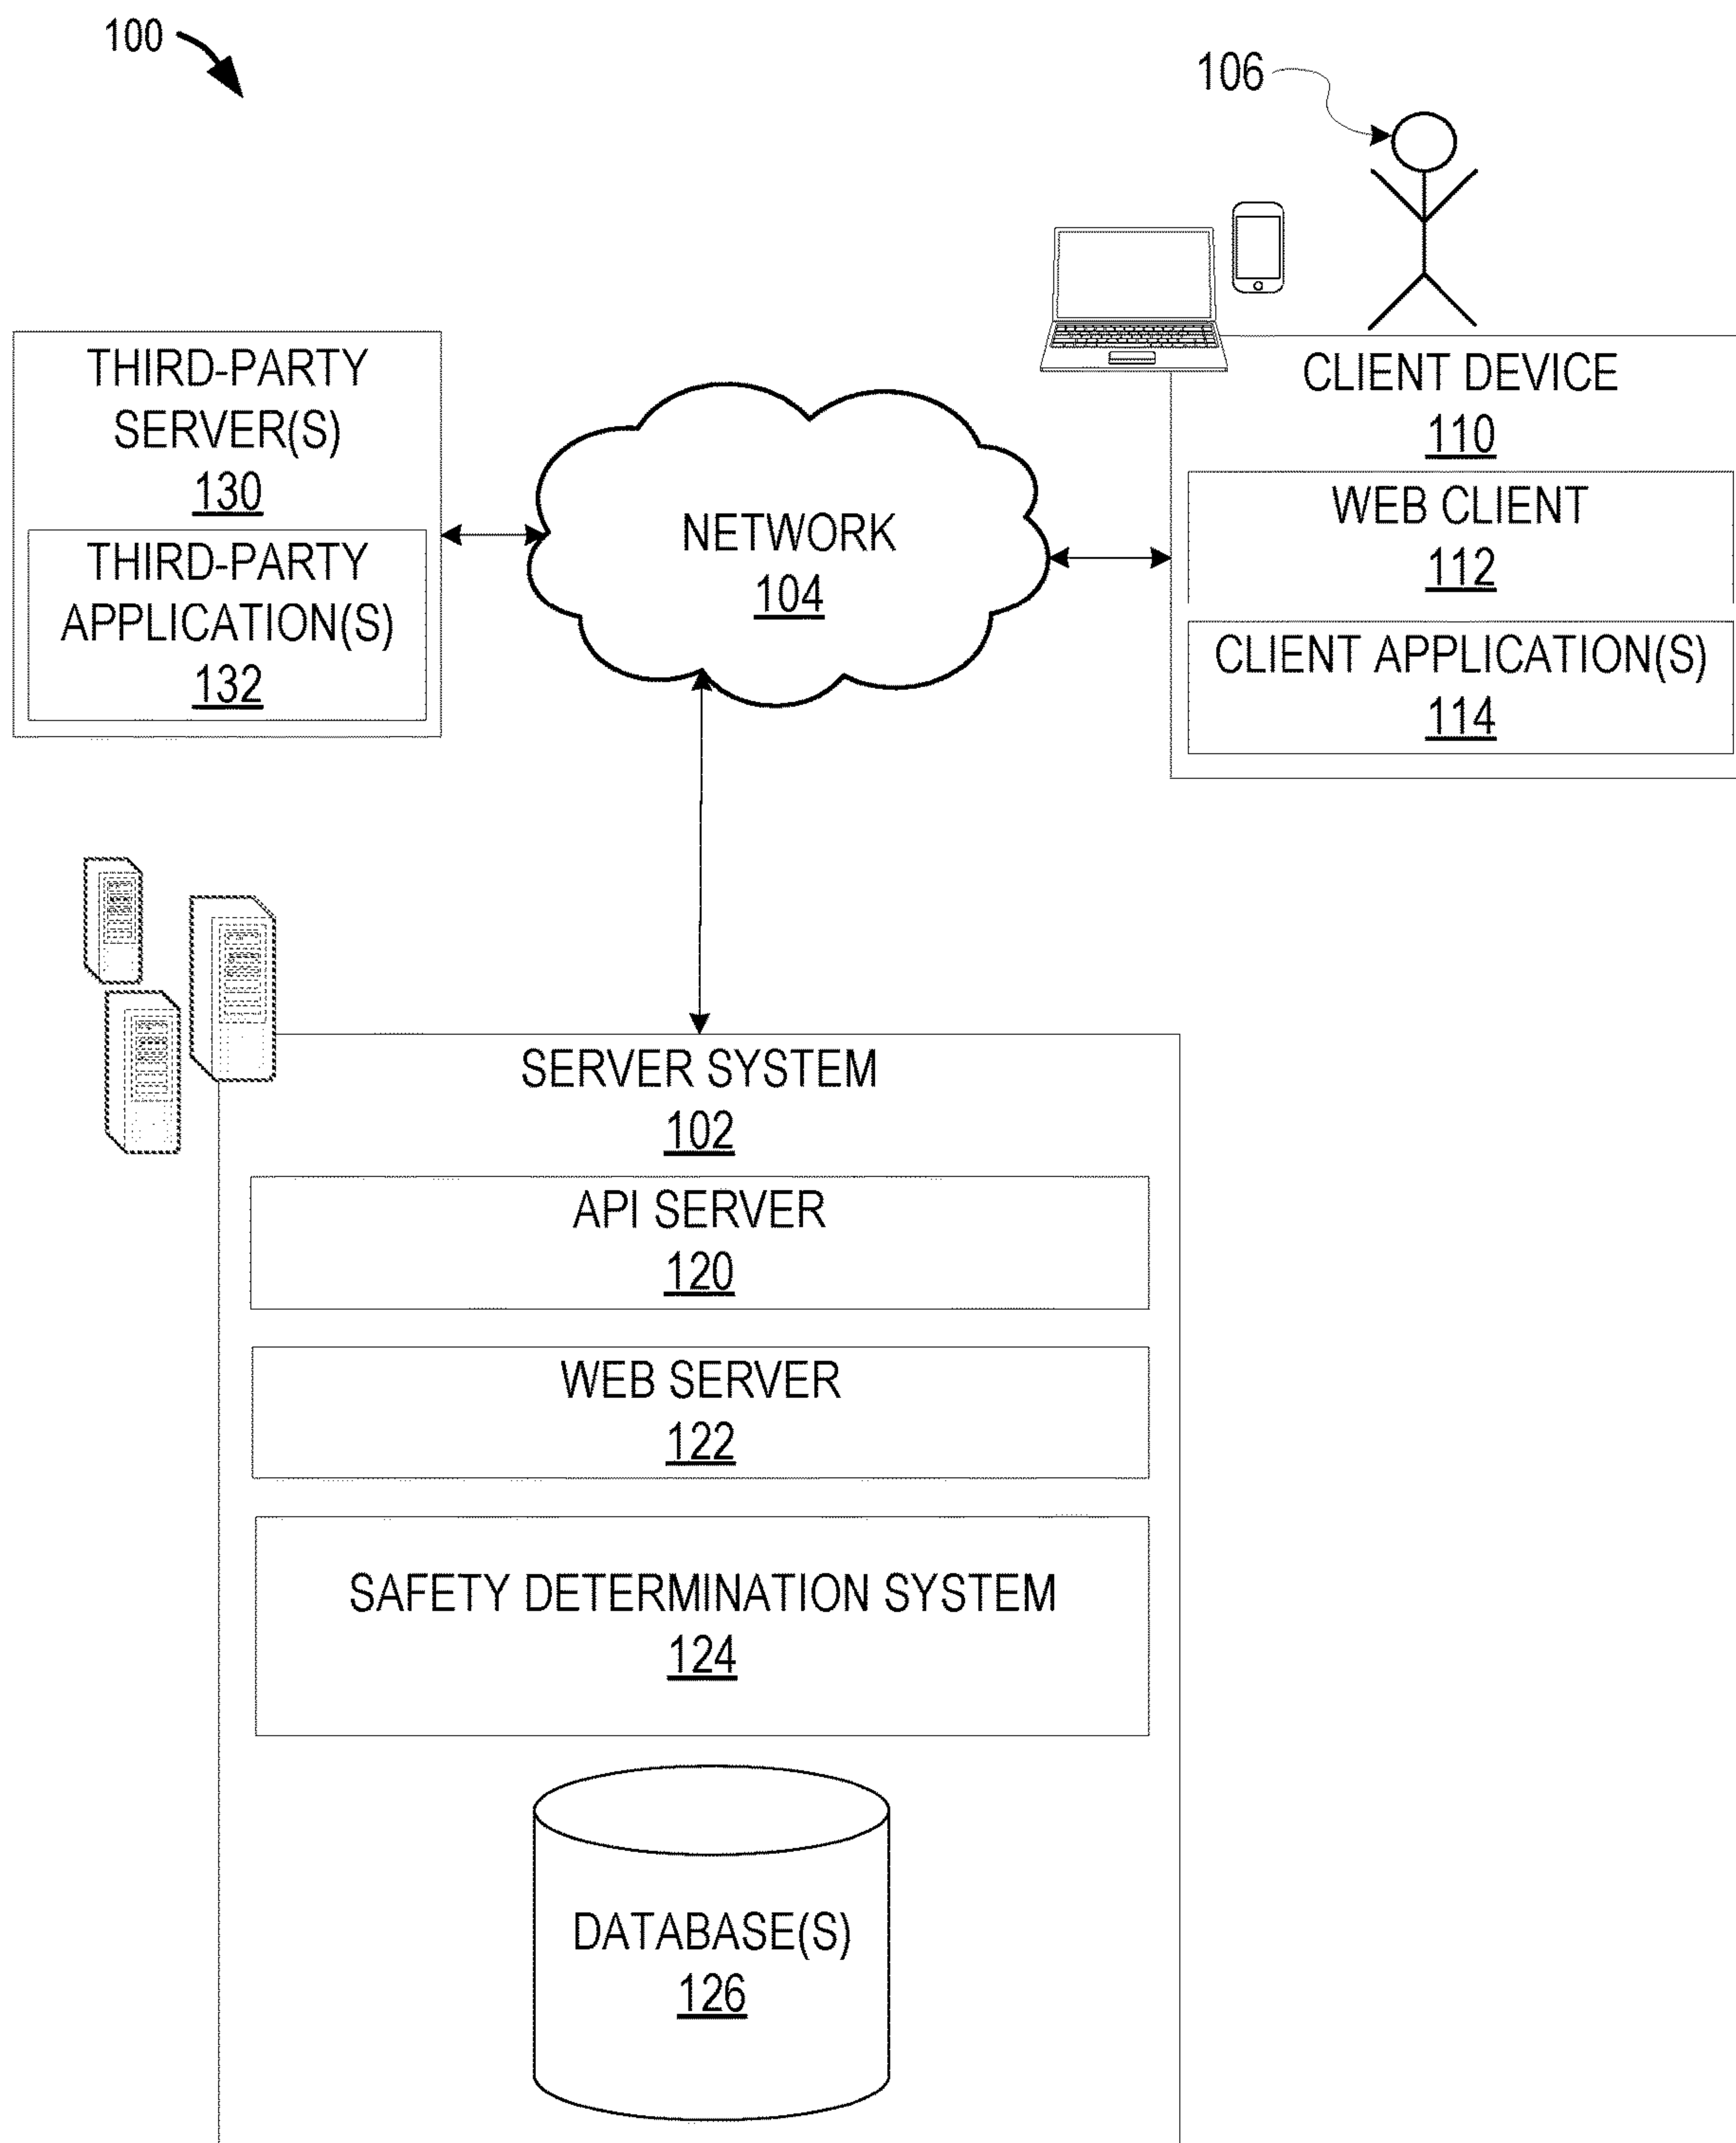 100
106
THIRD-PARTY
SERVER(S)
130
THIRD-PARTY
APPLICATION(S)
132
NETWORK
104
CLIENT DEVICE
110
WEB CLIENT
112
CLIENT APPLICATION(S)
114
SERVER SYSTEM
102
API SERVER
120
WEB SERVER
122
SAFETY DETERMINATION SYSTEM
124
DATABASE(S)
126